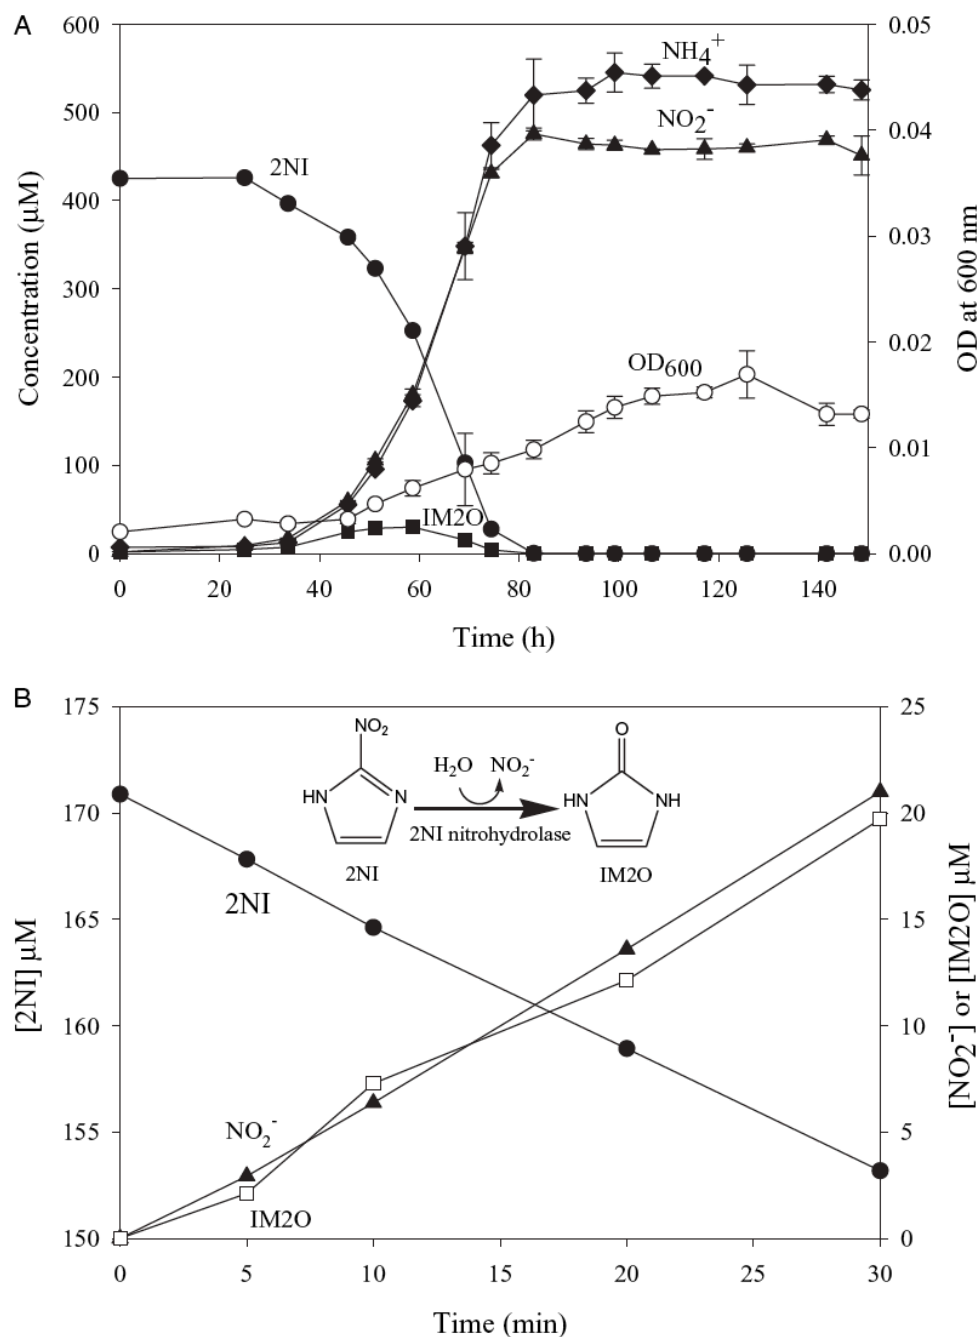 A
600
500
400
300
200
100
0
Concentration (μM)
0.05
0.04
0.03
0.02
0.01
0.00
OD at 600 nm
NH₄⁺
NO₂⁻
2NI
OD₆₀₀
IM2O
0 20 40 60 80 100 120 140
Time (h)
B
175
170
165
160
155
150
[2NI] μM
25
20
15
10
5
0
[NO₂⁻] or [IM2O] μM
NO₂
HN
N
2NI
H₂O NO₂⁻
2NI nitrohydrolase
O
HN
NH
IM2O
2NI
NO₂⁻
IM2O
0 5 10 20 30
Time (min)